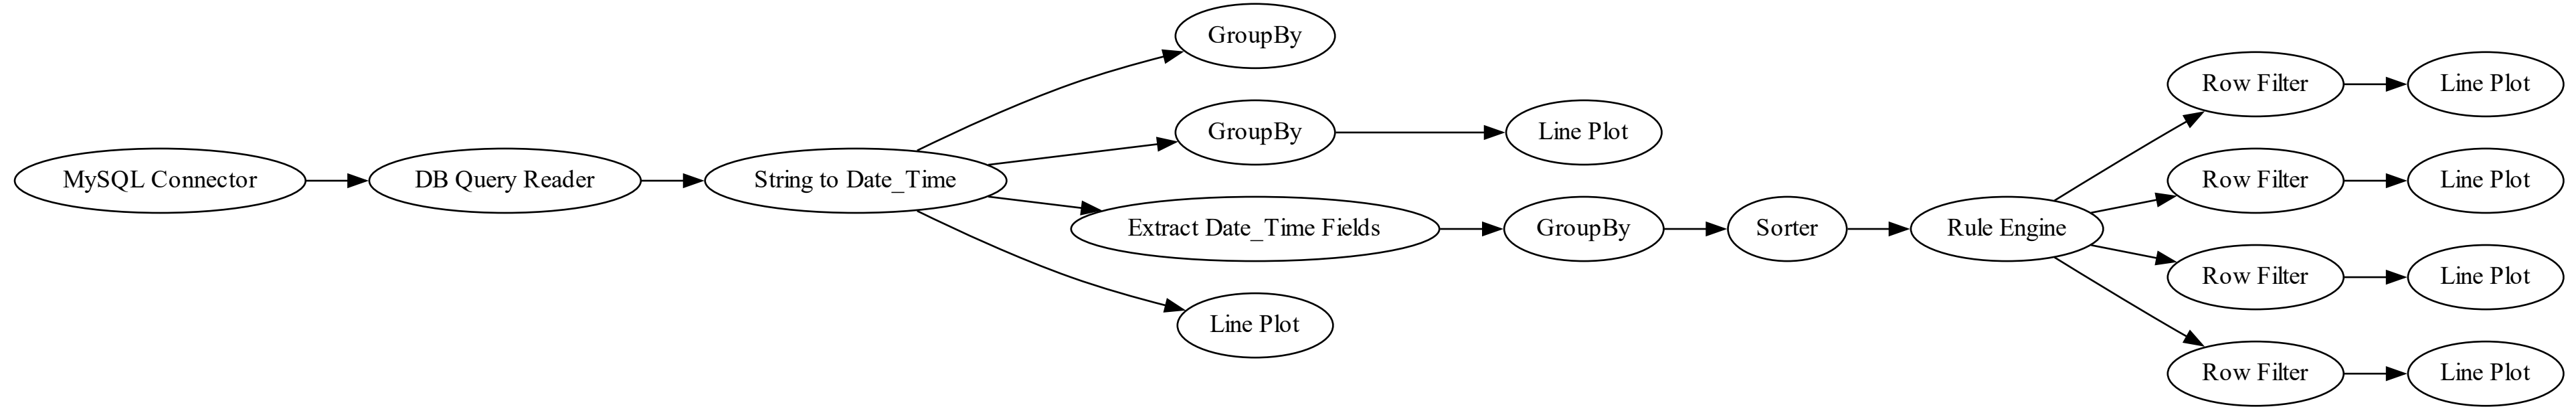 MySQL Connector
DB Query Reader
String to Date_Time
GroupBy
GroupBy
Line Plot
Extract Date_Time Fields
GroupBy
Sorter
Rule Engine
Line Plot
Row Filter
Line Plot
Row Filter
Line Plot
Row Filter
Line Plot
Row Filter
Line Plot